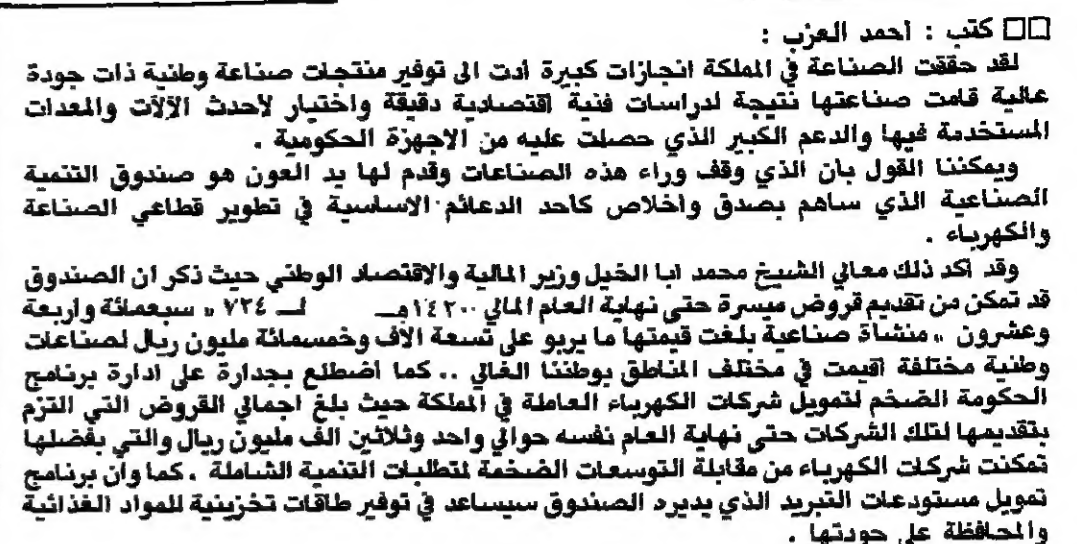 □□ كتب : أحمد العزب :
لقد حققت الصناعة في المملكة انجازات كبيرة أدت الى توفير منتجات صناعة وطنية ذات جودة
عالية قامت صناعتها نتيجة لدراسات فنية اقتصادية دقيقة واختيار لأحدث الآلآت والمعدات
المستخدمة فيها والدعم الكبير الذي حصلت عليه من الاجهزة الحكومية .
ويمكننا القول بان الذي وقف وراء هذه الصناعات وقدم لها يد العون هو صندوق التنمية
الصناعية الذي ساهم بصدق واخلاص كأحد الدعائم الاساسية في تطوير قطاعي الصناعة
والكهرباء .
وقد أكد ذلك معالي الشيخ محمد ابا الخيل وزير المالية والاقتصاد الوطني حيث ذكر ان الصندوق
قد تمكن من تقديم قروض ميسرة حتى نهاية العام المالي ١٤٢٠٠هـ لـ ٧٢٤ « سبعمائة واربعة
وعشرون » منشاة صناعية بلغت قيمتها ما يربو على تسعة الاف وخمسمائة مليون ريال لصناعات
وطنية مختلفة أقيمت في مختلف المناطق بوطننا الغالي .. كما أضطلع بجدارة على ادارة برنامج
الحكومة الضخم لتمويل شركات الكهرباء العاملة في المملكة حيث بلغ اجمالي القروض التي التزم
بتقديمها لتلك الشركات حتى نهاية العام نفسه حوالي واحد وثلاثين الف مليون ريال والتي بفضلها
تمكنت شركات الكهرباء من مقابلة التوسعات الضخمة لمتطلبات التنمية الشاملة . كما وأن برنامج
تمويل مستودعات التبريد الذي يديره الصندوق سيساعد في توفير طاقات تخزينية للمواد الغذائية
والمحافظة على جودتها .